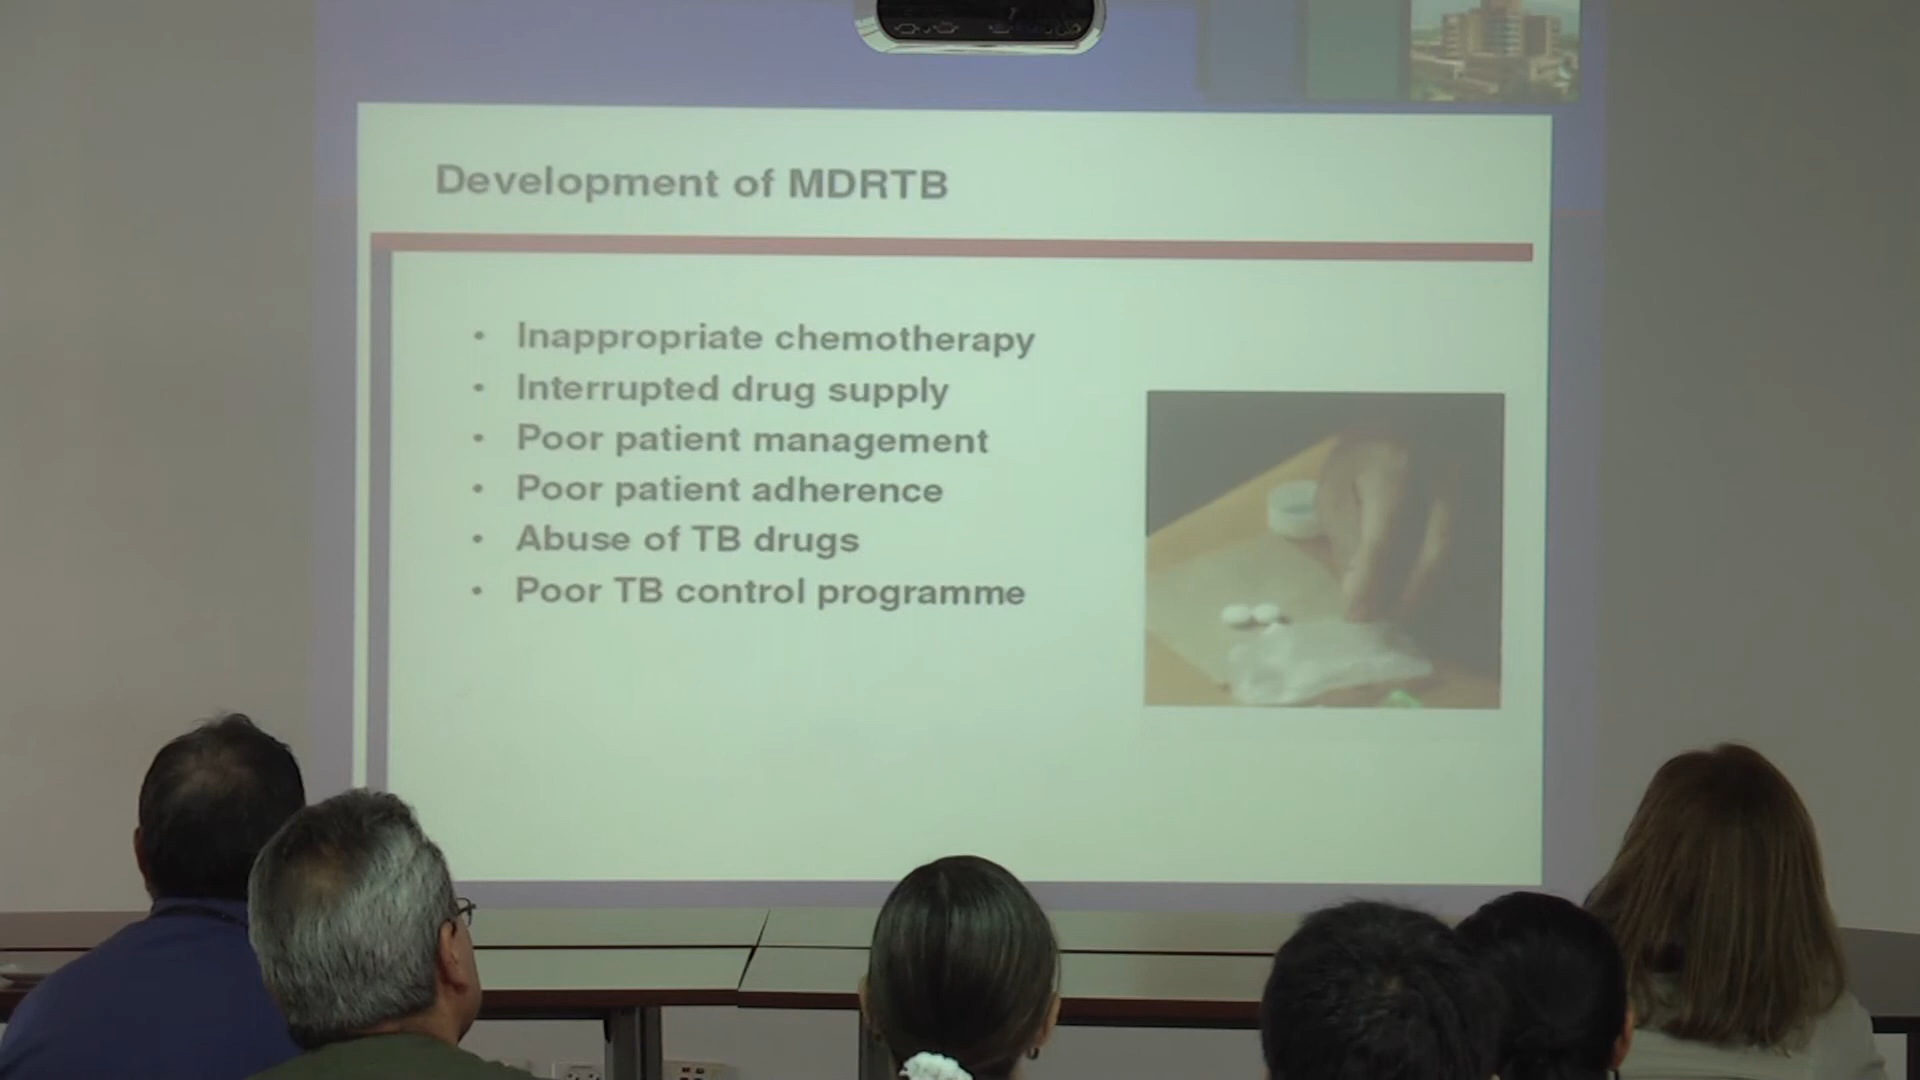 Development of MDRTB
• Inappropriate chemotherapy
• Interrupted drug supply
• Poor patient management
• Poor patient adherence
• Abuse of TB drugs
• Poor TB control programme